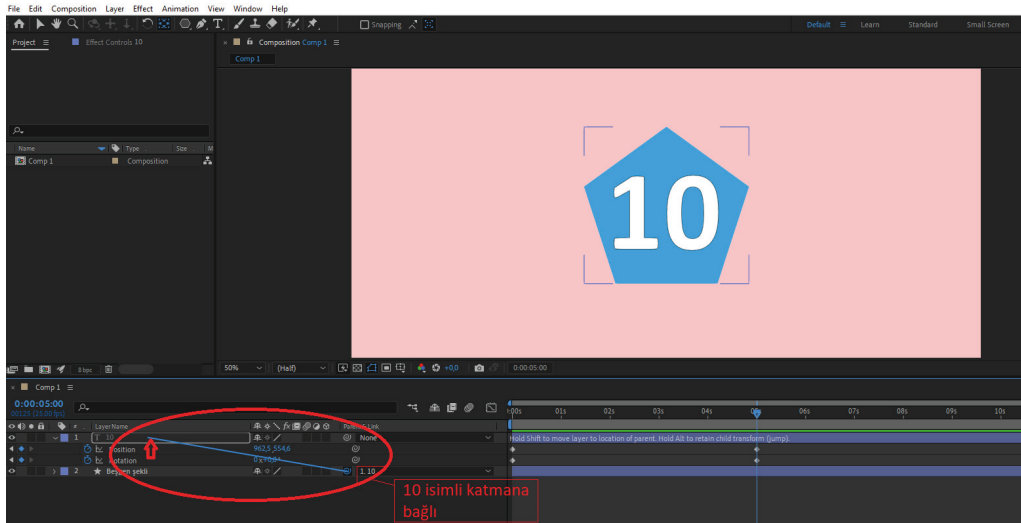 File Edit Composition Layer Effect Animation View Window Help
Snapping Default Learn Standard Small Screen
Project Effect Controls 10 Composition Comp 1
Comp 1
Name Type Size M
Comp 1 Composition
10
8 bpc 50% (Half) +0,0 0:00:05:00
Comp 1
0:00:05:00
00125 (25.00 fps)
:00s 01s 02s 03s 04s 05s 06s 07s 08s 09s 10s
# Layer Name Parent & Link
1 T 10 None Hold Shift to move layer to location of parent. Hold Alt to retain child transform (jump).
Position 962,5,554,6
Rotation 0x+0,0°
2 Beşgen şekli 1. 10
10 isimli katmana
bağlı